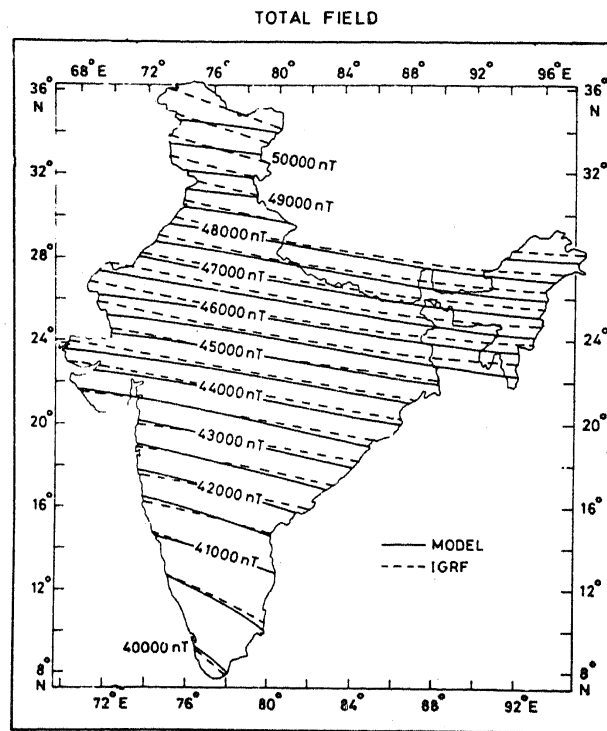 TOTAL FIELD
68°E 72° 76° 80° 84° 88° 92° 96°E
36° N 36° N
32° 32°
28° 28°
24° 24°
20° 20°
16° 16°
12° 12°
8° N 8° N
50000 nT
49000 nT
48000 nT
47000 nT
46000 nT
45000 nT
44000 nT
43000 nT
42000 nT
41000 nT
40000 nT
MODEL
IGRF
72°E 76° 80° 84° 88° 92°E